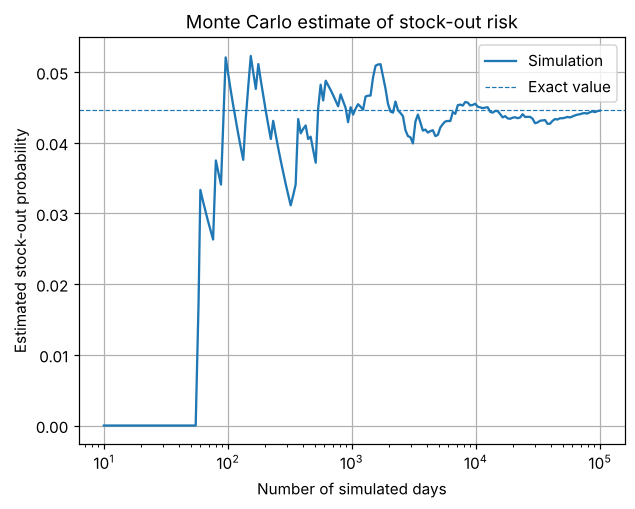 Monte Carlo estimate of stock-out risk
Simulation
Exact value
Estimated stock-out probability
0.05
0.04
0.03
0.02
0.01
0.00
10¹ 10² 10³ 10⁴ 10⁵
Number of simulated days